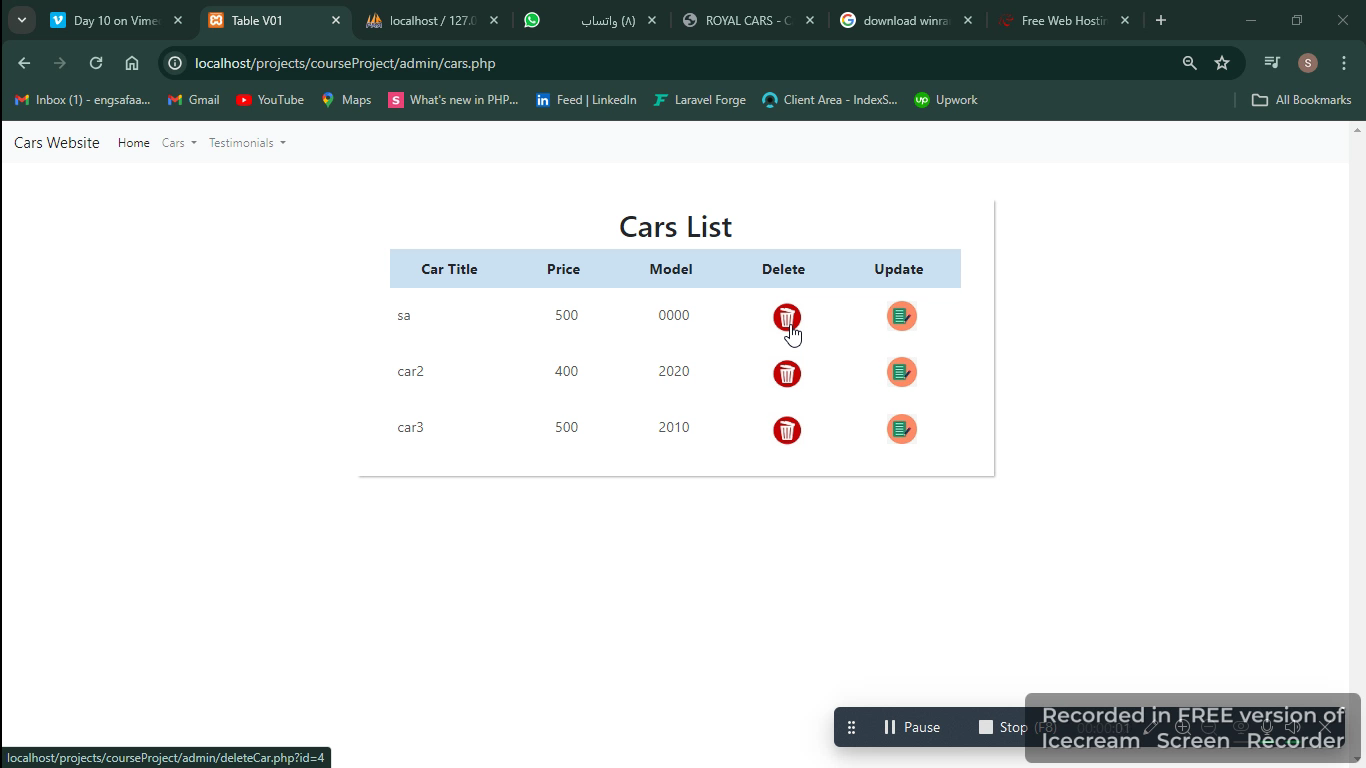 Day 10 on Vime
Table V01
localhost / 127.0
(٨) واتساب
ROYAL CARS - C
download winra
Free Web Hostin
localhost/projects/courseProject/admin/cars.php
S
Inbox (1) - engsafaa...
Gmail
YouTube
Maps
S What's new in PHP...
Feed | LinkedIn
Laravel Forge
Client Area - IndexS...
Upwork
All Bookmarks
Cars Website
Home
Cars
Testimonials
Cars List
Car Title Price Model Delete Update
sa 500 0000
car2 400 2020
car3 500 2010
Pause
Stop (F8)
00:00:01
Recorded in FREE version of
Icecream Screen Recorder
localhost/projects/courseProject/admin/deleteCar.php?id=4